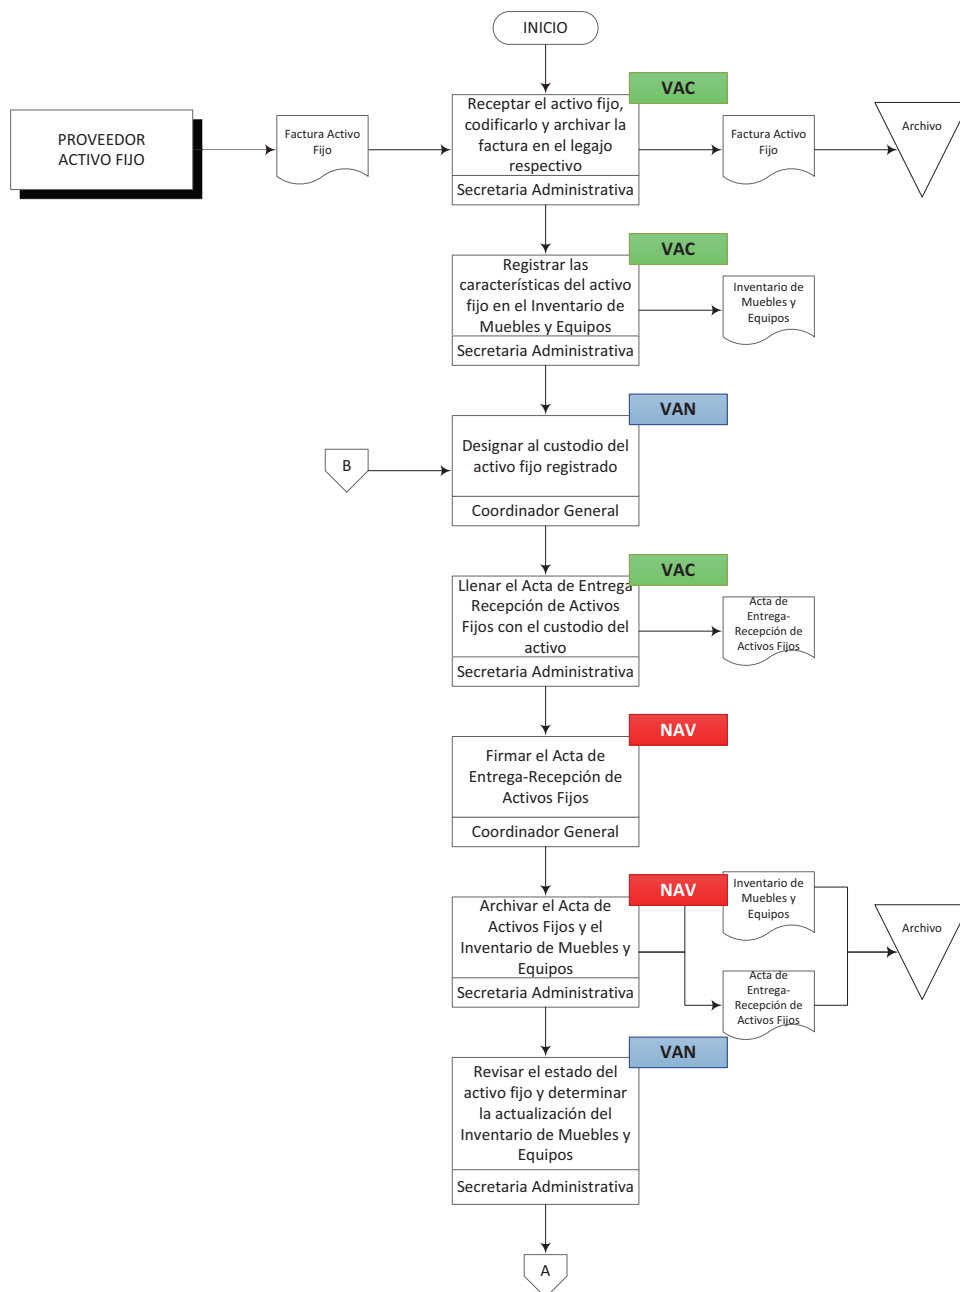 INICIO
VAC
PROVEEDOR
ACTIVO FIJO
Factura Activo
Fijo
Receptar el activo fijo,
codificarlo y archivar la
factura en el legajo
respectivo
Secretaria Administrativa
Factura Activo
Fijo
Archivo
VAC
Registrar las
características del activo
fijo en el Inventario de
Muebles y Equipos
Secretaria Administrativa
Inventario de
Muebles y
Equipos
VAN
B
Designar al custodio del
activo fijo registrado
Coordinador General
VAC
Llenar el Acta de Entrega
Recepción de Activos
Fijos con el custodio del
activo
Secretaria Administrativa
Acta de
Entrega-
Recepción de
Activos Fijos
NAV
Firmar el Acta de
Entrega-Recepción de
Activos Fijos
Coordinador General
NAV
Archivar el Acta de
Activos Fijos y el
Inventario de Muebles y
Equipos
Secretaria Administrativa
Inventario de
Muebles y
Equipos
Acta de
Entrega-
Recepción de
Activos Fijos
Archivo
VAN
Revisar el estado del
activo fijo y determinar
la actualización del
Inventario de Muebles y
Equipos
Secretaria Administrativa
A